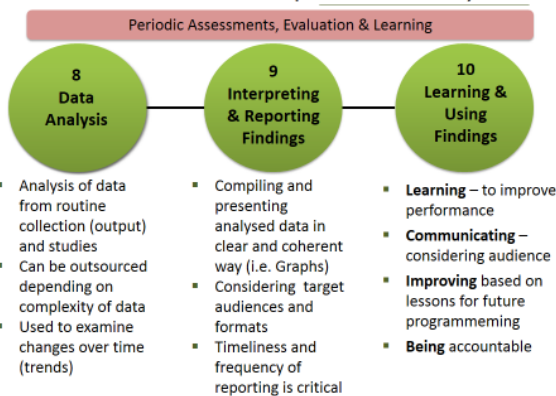 Periodic Assessments, Evaluation & Learning
8
Data
Analysis
9
Interpreting
& Reporting
Findings
10
Learning &
Using
Findings
▪ Analysis of data
from routine
collection (output)
and studies
▪ Can be outsourced
depending on
complexity of data
▪ Used to examine
changes over time
(trends)
▪ Compiling and
presenting
analysed data in
clear and coherent
way (i.e. Graphs)
▪ Considering target
audiences and
formats
▪ Timeliness and
frequency of
reporting is critical
▪ Learning – to improve
performance
▪ Communicating –
considering audience
▪ Improving based on
lessons for future
programmeming
▪ Being accountable